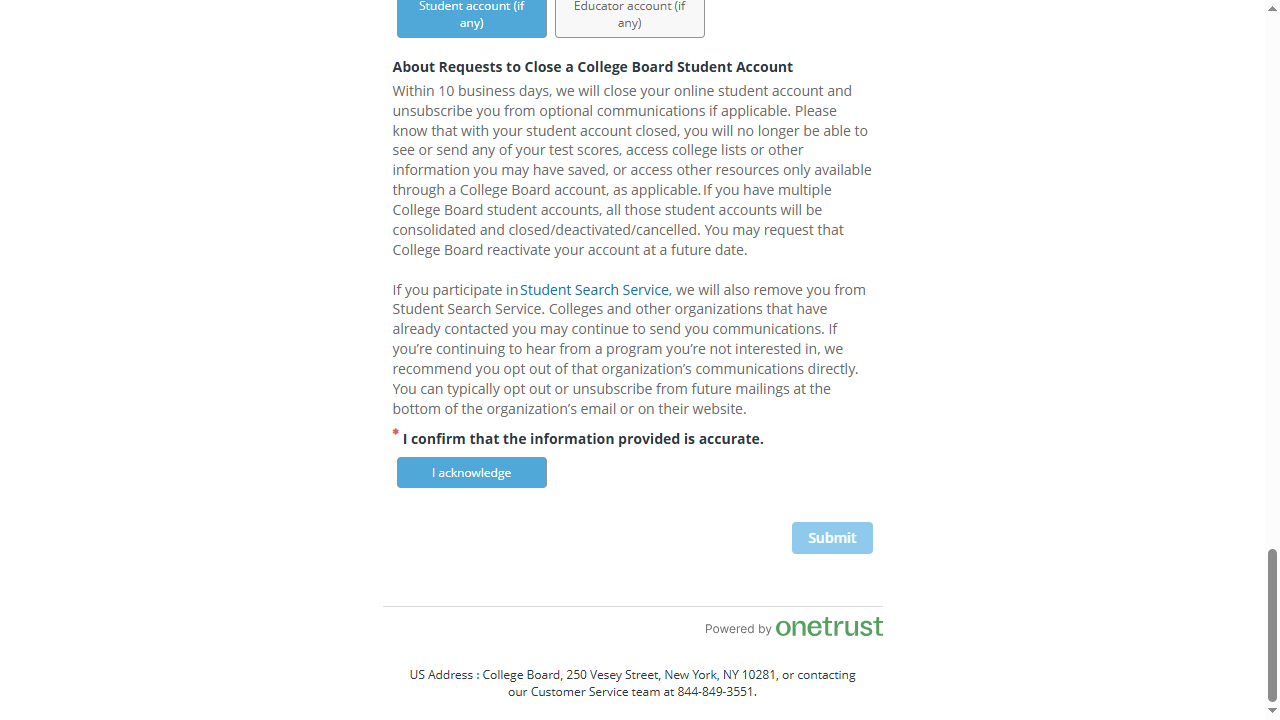 Student account (if any)
Educator account (if any)
About Requests to Close a College Board Student Account
Within 10 business days, we will close your online student account and
unsubscribe you from optional communications if applicable. Please
know that with your student account closed, you will no longer be able to
see or send any of your test scores, access college lists or other
information you may have saved, or access other resources only available
through a College Board account, as applicable. If you have multiple
College Board student accounts, all those student accounts will be
consolidated and closed/deactivated/cancelled. You may request that
College Board reactivate your account at a future date.
If you participate in Student Search Service, we will also remove you from
Student Search Service. Colleges and other organizations that have
already contacted you may continue to send you communications. If
you’re continuing to hear from a program you’re not interested in, we
recommend you opt out of that organization’s communications directly.
You can typically opt out or unsubscribe from future mailings at the
bottom of the organization’s email or on their website.
* I confirm that the information provided is accurate.
I acknowledge
Submit
Powered by onetrust
US Address : College Board, 250 Vesey Street, New York, NY 10281, or contacting
our Customer Service team at 844-849-3551.